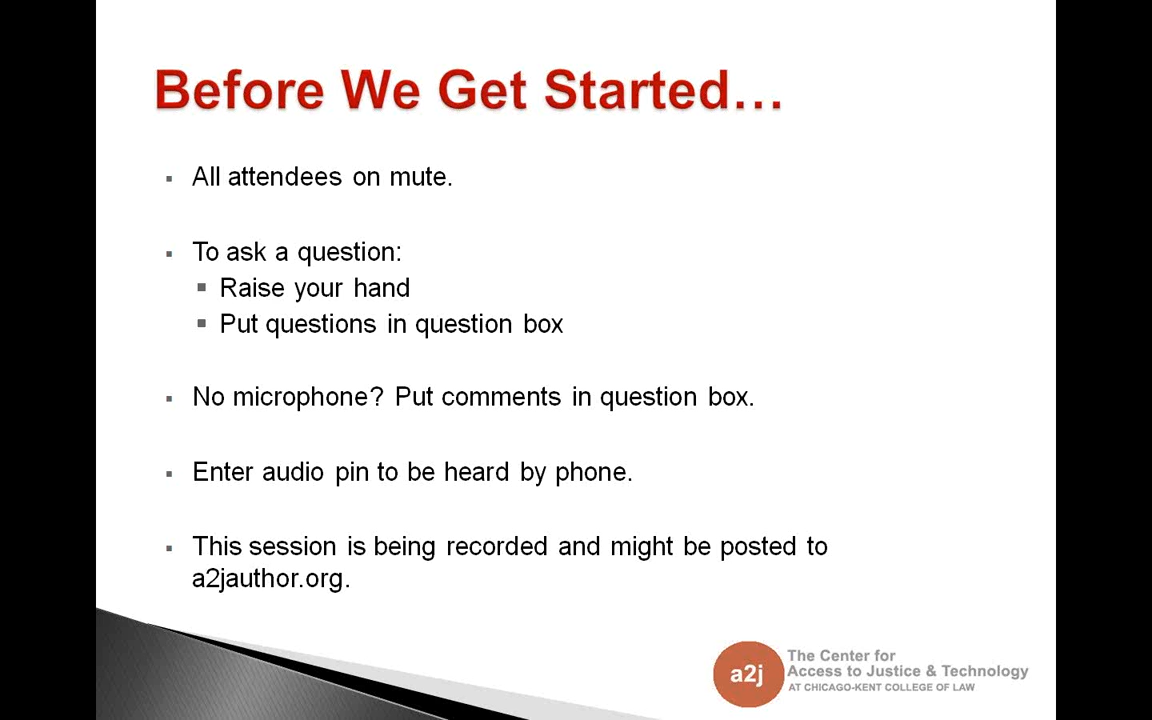 Before We Get Started...
▪ All attendees on mute.
▪ To ask a question:
▪ Raise your hand
▪ Put questions in question box
▪ No microphone? Put comments in question box.
▪ Enter audio pin to be heard by phone.
▪ This session is being recorded and might be posted to
a2jauthor.org.
a2j
The Center for
Access to Justice & Technology
AT CHICAGO-KENT COLLEGE OF LAW